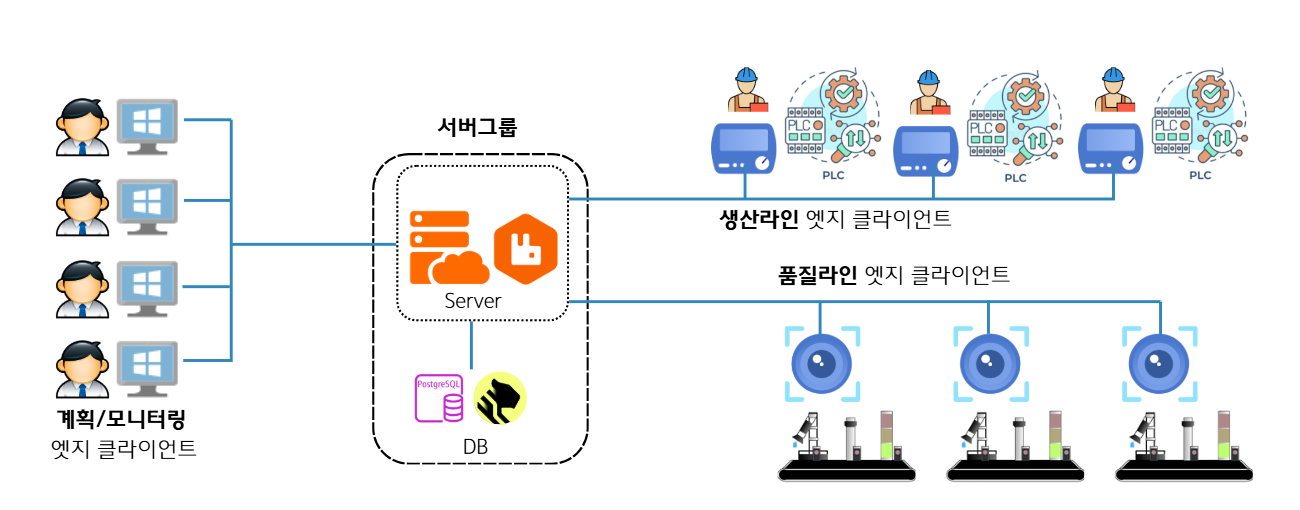 서버그룹
Server
PostgreSQL
DB
계획/모니터링
엣지 클라이언트
PLC
PLC
PLC
PLC
PLC
PLC
생산라인 엣지 클라이언트
품질라인 엣지 클라이언트